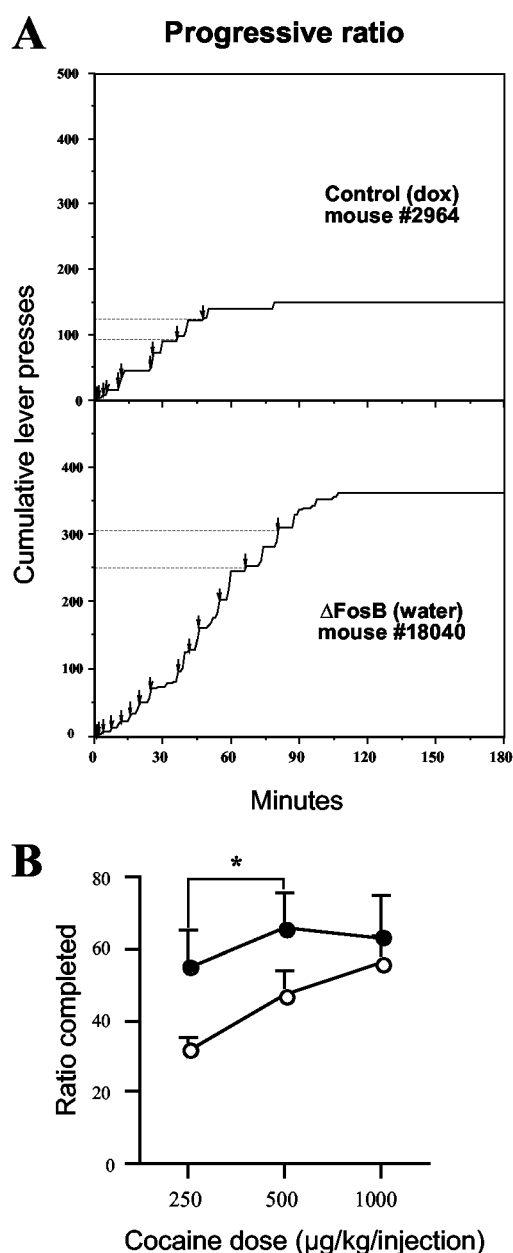 A
Progressive ratio
Cumulative lever presses
500
400
300
200
100
0
Control (dox)
mouse #2964
400
300
200
100
0
ΔFosB (water)
mouse #18040
0 30 60 90 120 150 180
Minutes
B
Ratio completed
80
60
40
20
0
*
250 500 1000
Cocaine dose (µg/kg/injection)